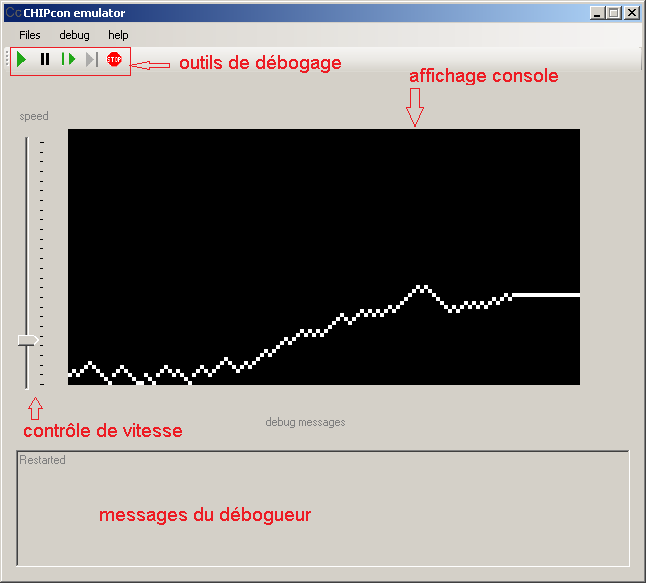 CHIPcon emulator
Files debug help
STOP
outils de débogage
affichage console
speed
contrôle de vitesse
debug messages
Restarted
messages du débogueur